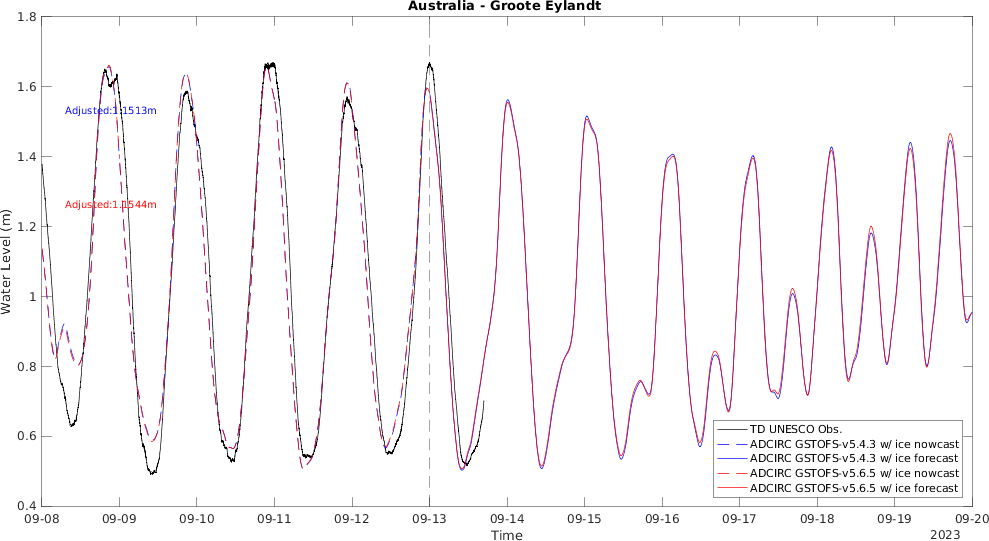 Australia - Groote Eylandt
1.8
1.6
1.4
1.2
1
0.8
0.6
0.4
Water Level (m)
Adjusted:1.1513m
Adjusted:1.1544m
TD UNESCO Obs.
ADCIRC GSTOFS-v5.4.3 w/ ice nowcast
ADCIRC GSTOFS-v5.4.3 w/ ice forecast
ADCIRC GSTOFS-v5.6.5 w/ ice nowcast
ADCIRC GSTOFS-v5.6.5 w/ ice forecast
09-08 09-09 09-10 09-11 09-12 09-13 09-14 09-15 09-16 09-17 09-18 09-19 09-20
Time
2023